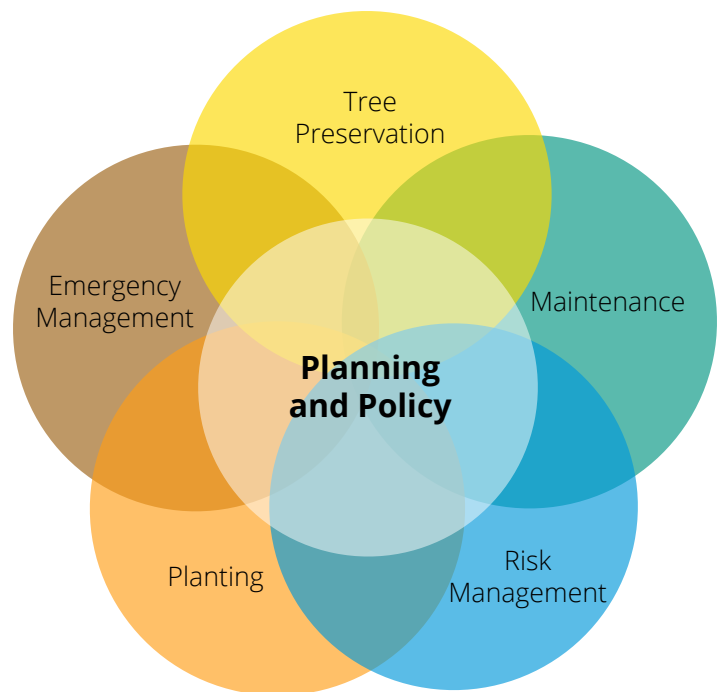 Tree
Preservation
Emergency
Management
Maintenance
Planning
and Policy
Planting
Risk
Management